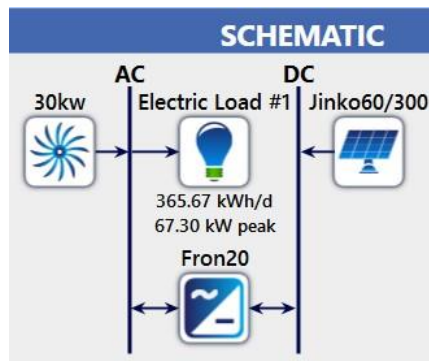 SCHEMATIC
AC DC
30kw Electric Load #1 Jinko60/300
365.67 kWh/d
67.30 kW peak
Fron20